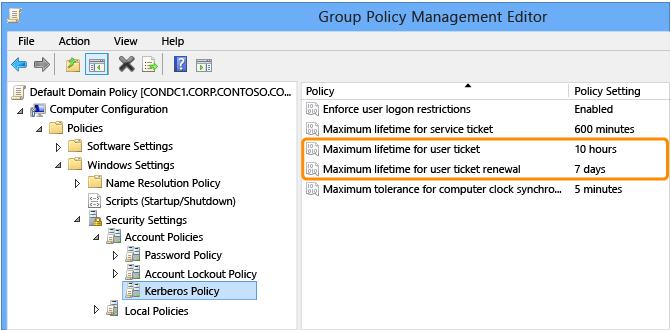 Group Policy Management Editor
File Action View Help
Default Domain Policy [CONDC1.CORP.CONTOSO.CO...
Computer Configuration
Policies
Software Settings
Windows Settings
Name Resolution Policy
Scripts (Startup/Shutdown)
Security Settings
Account Policies
Password Policy
Account Lockout Policy
Kerberos Policy
Local Policies
Policy Policy Setting
Enforce user logon restrictions Enabled
Maximum lifetime for service ticket 600 minutes
Maximum lifetime for user ticket 10 hours
Maximum lifetime for user ticket renewal 7 days
Maximum tolerance for computer clock synchro... 5 minutes